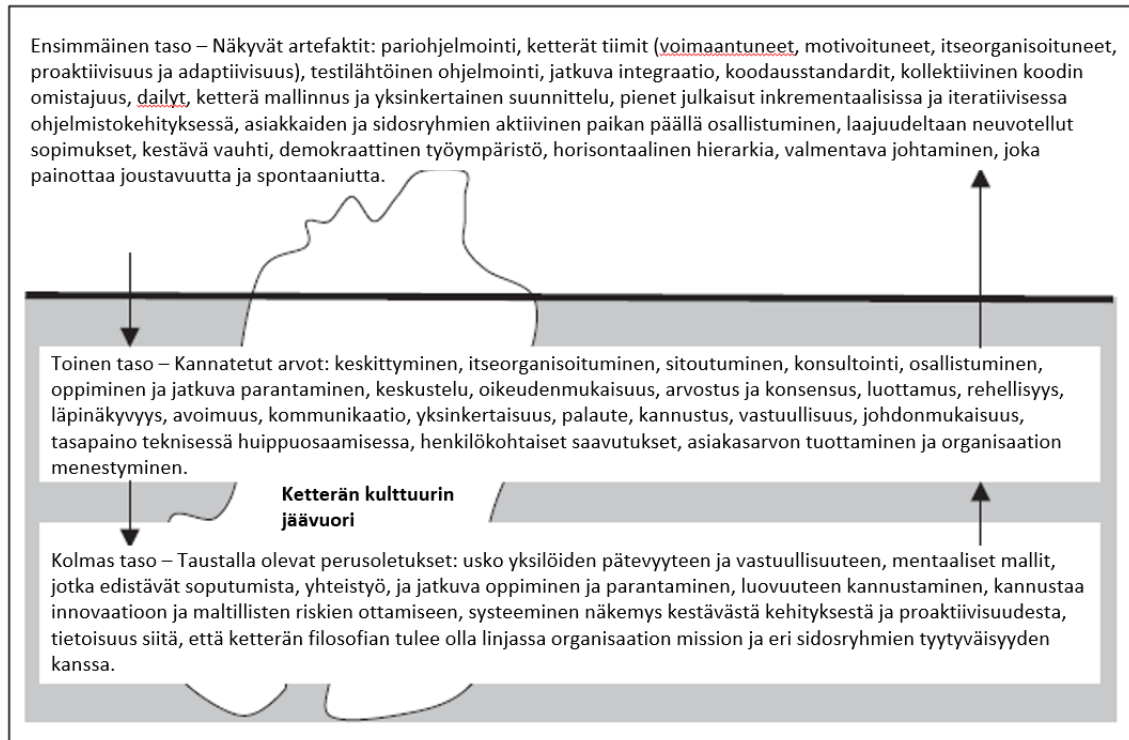 Ensimmäinen taso – Näkyvät artefaktit: pariohjelmointi, ketterät tiimit (voimaantuneet, motivoituneet, itseorganisoituneet,
proaktiivisuus ja adaptiivisuus), testilähtöinen ohjelmointi, jatkuva integraatio, koodausstandardit, kollektiivinen koodin
omistajuus, dailyt, ketterä mallinnus ja yksinkertainen suunnittelu, pienet julkaisut inkrementaalisissa ja iteratiivisessa
ohjelmistokehityksessä, asiakkaiden ja sidosryhmien aktiivinen paikan päällä osallistuminen, laajuudeltaan neuvotellut
sopimukset, kestävä vauhti, demokraattinen työympäristö, horisontaalinen hierarkia, valmentava johtaminen, joka
painottaa joustavuutta ja spontaaniutta.
Toinen taso – Kannatetut arvot: keskittyminen, itseorganisoituminen, sitoutuminen, konsultointi, osallistuminen,
oppiminen ja jatkuva parantaminen, keskustelu, oikeudenmukaisuus, arvostus ja konsensus, luottamus, rehellisyys,
läpinäkyvyys, avoimuus, kommunikaatio, yksinkertaisuus, palaute, kannustus, vastuullisuus, johdonmukaisuus,
tasapaino teknisessä huippuosaamisessa, henkilökohtaiset saavutukset, asiakasarvon tuottaminen ja organisaation
menestyminen.
Ketterän kulttuurin
jäävuori
Kolmas taso – Taustalla olevat perusoletukset: usko yksilöiden pätevyyteen ja vastuullisuuteen, mentaaliset mallit,
jotka edistävät soputumista, yhteistyö, ja jatkuva oppiminen ja parantaminen, luovuuteen kannustaminen, kannustaa
innovaatioon ja maltillisten riskien ottamiseen, systeeminen näkemys kestävästä kehityksestä ja proaktiivisuudesta,
tietoisuus siitä, että ketterän filosofian tulee olla linjassa organisaation mission ja eri sidosryhmien tyytyväisyyden
kanssa.